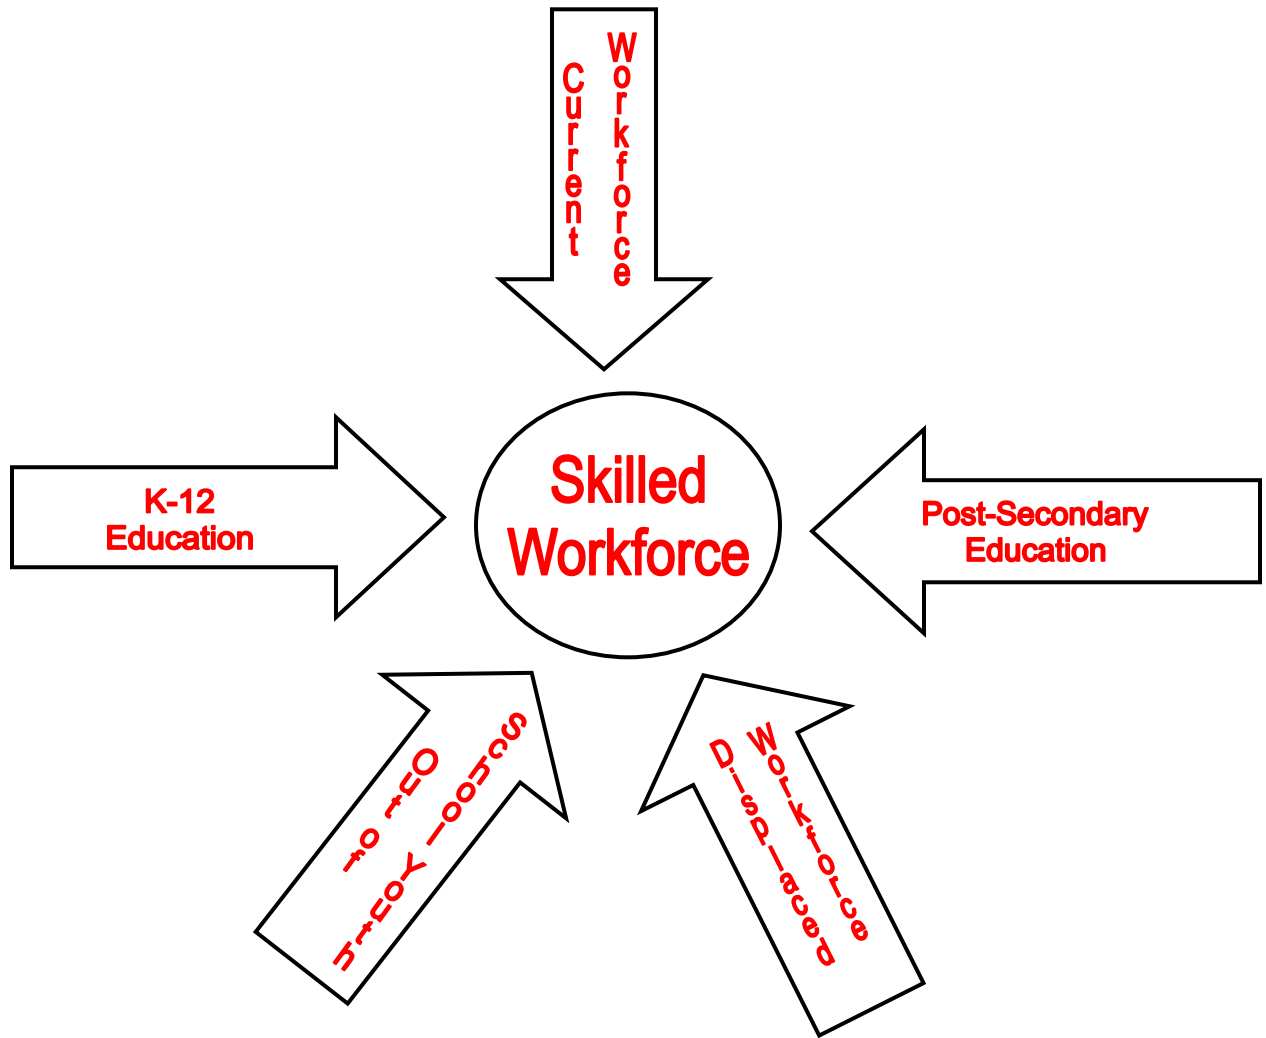 Current
Workforce
K-12
Education
Skilled
Workforce
Post-Secondary
Education
Out of
School Youth
Displaced
Workforce